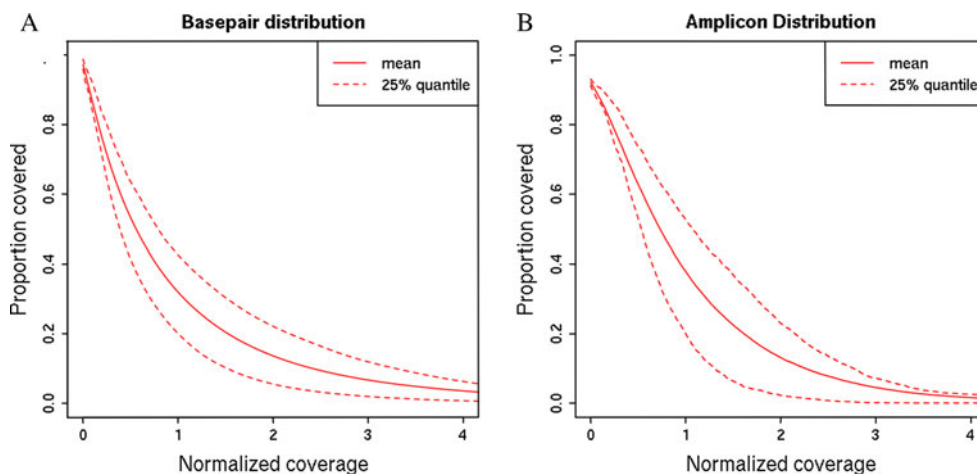 A
Basepair distribution
mean
25% quantile
Proportion covered
0.0
0.2
0.4
0.6
0.8
0
1
2
3
4
Normalized coverage
B
Amplicon Distribution
mean
25% quantile
Proportion covered
0.0
0.2
0.4
0.6
0.8
1.0
0
1
2
3
4
Normalized coverage